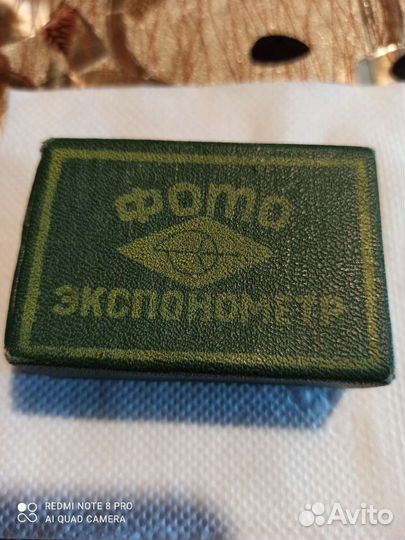 Фото
ЭКСПОНОМЕТР
REDMI NOTE 8 PRO
AI QUAD CAMERA
Avito